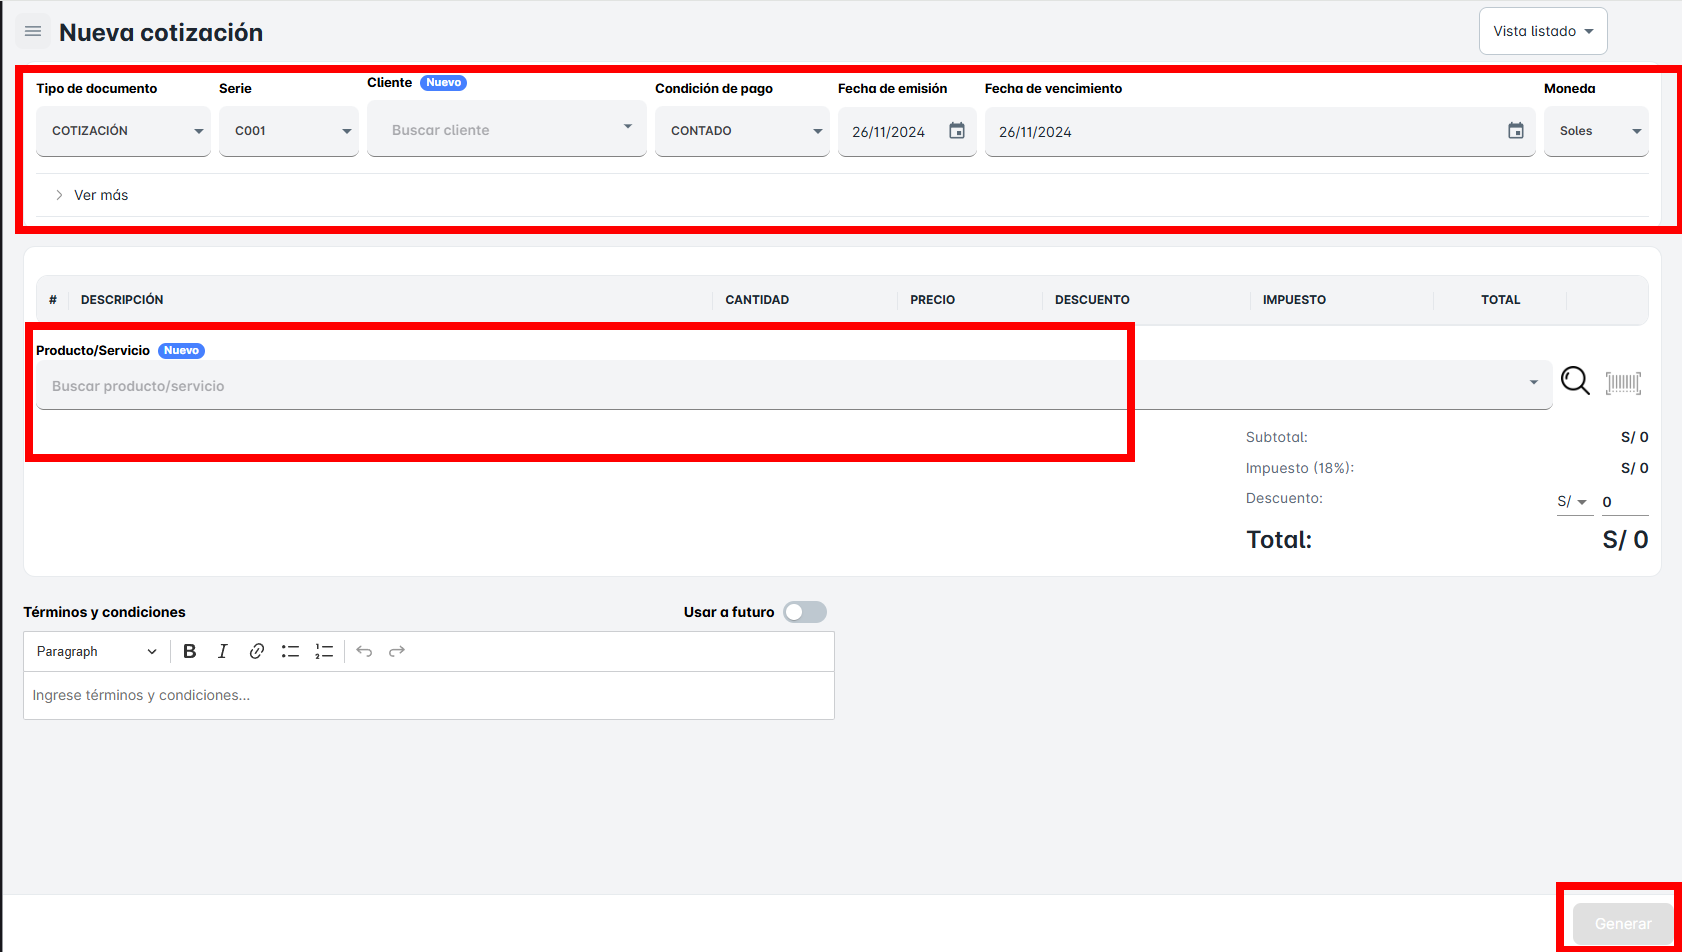 Nueva cotización
Vista listado
Tipo de documento Serie Cliente Nuevo Condición de pago Fecha de emisión Fecha de vencimiento Moneda
COTIZACIÓN C001 Buscar cliente CONTADO 26/11/2024 26/11/2024 Soles
Ver más
# DESCRIPCIÓN CANTIDAD PRECIO DESCUENTO IMPUESTO TOTAL
Producto/Servicio Nuevo
Buscar producto/servicio
Subtotal: S/ 0
Impuesto (18%): S/ 0
Descuento: S/ 0
Total: S/ 0
Términos y condiciones Usar a futuro
Paragraph B I
Ingrese términos y condiciones...
Generar